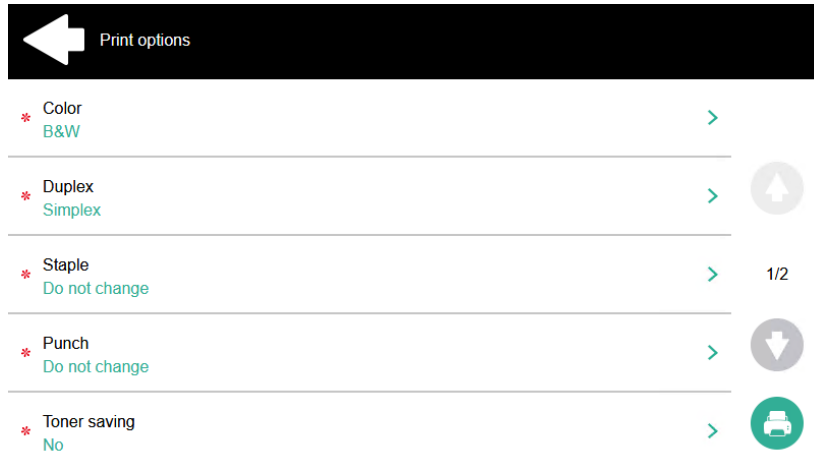 Print options
* Color
B&W
* Duplex
Simplex
* Staple
Do not change
1/2
* Punch
Do not change
* Toner saving
No